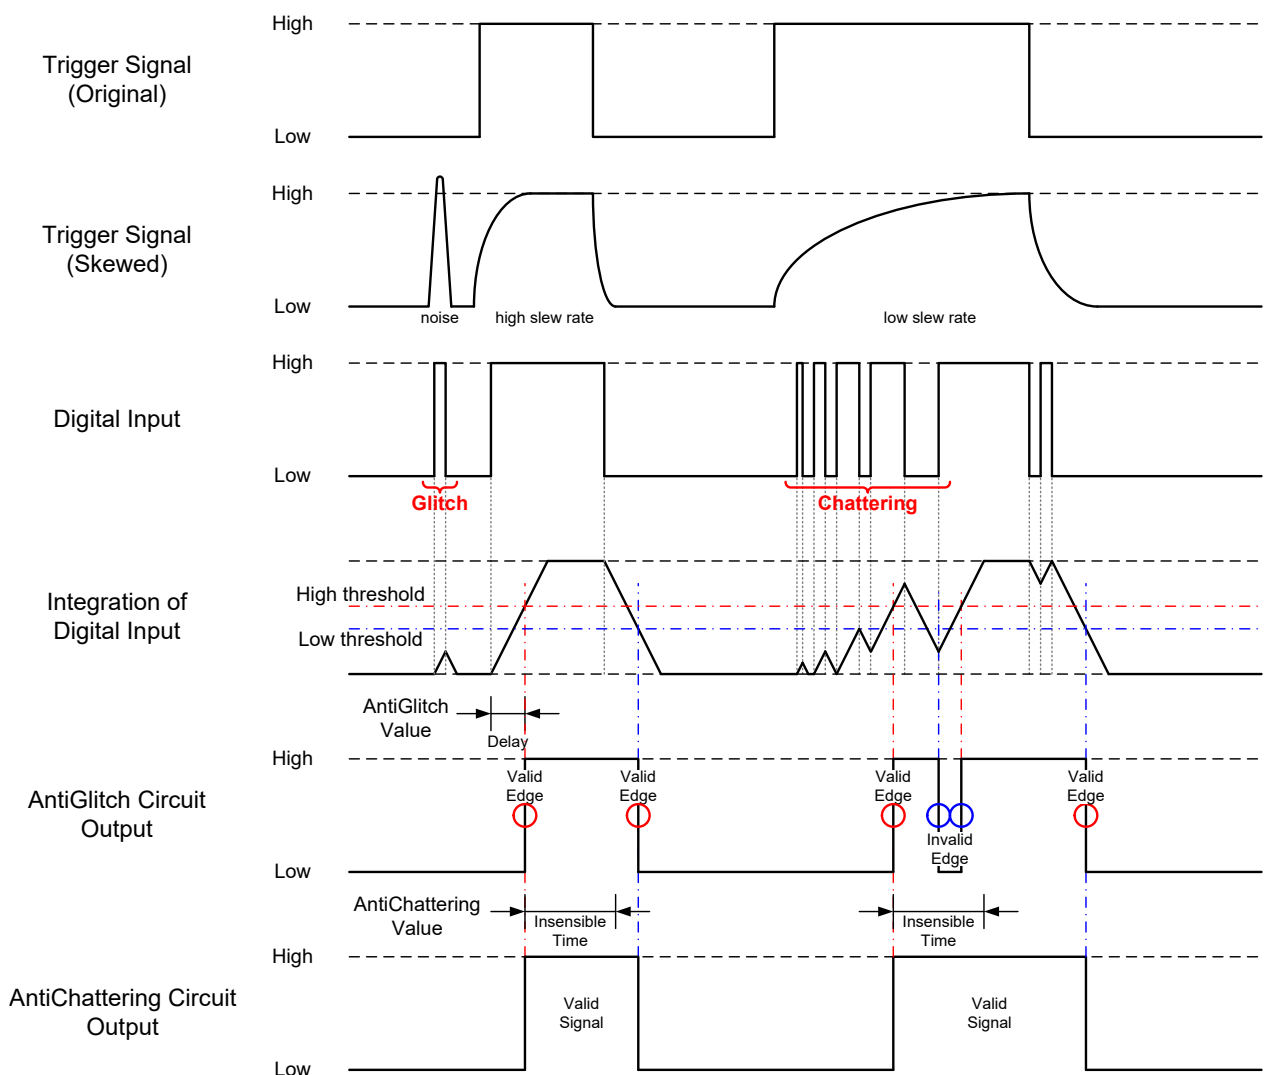 High
Trigger Signal
(Original)
Low
High
Trigger Signal
(Skewed)
Low
noise
high slew rate
low slew rate
High
Digital Input
Low
Glitch
Chattering
High threshold
Integration of
Digital Input
Low threshold
AntiGlitch
Value
Delay
High
Valid
Edge
Valid
Edge
Valid
Edge
Valid
Edge
AntiGlitch Circuit
Output
Invalid
Edge
Low
AntiChattering
Value
Insensible
Time
Insensible
Time
High
AntiChattering Circuit
Output
Valid
Signal
Valid
Signal
Low